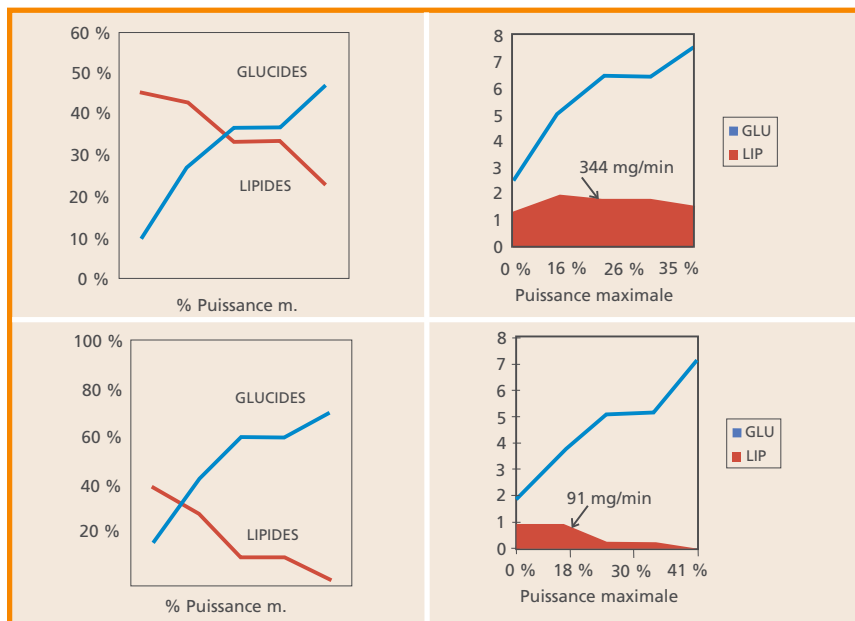 60 %
50 %
40 %
30 %
20 %
10 %
0 %
GLUCIDES
LIPIDES
% Puissance m.
8
7
6
5
4
3
2
1
0
344 mg/min
0 % 16 % 26 % 35 %
Puissance maximale
GLU
LIP
100 %
80 %
60 %
40 %
20 %
GLUCIDES
LIPIDES
% Puissance m.
8
7
6
5
4
3
2
1
0
91 mg/min
0 % 18 % 30 % 41 %
Puissance maximale
GLU
LIP